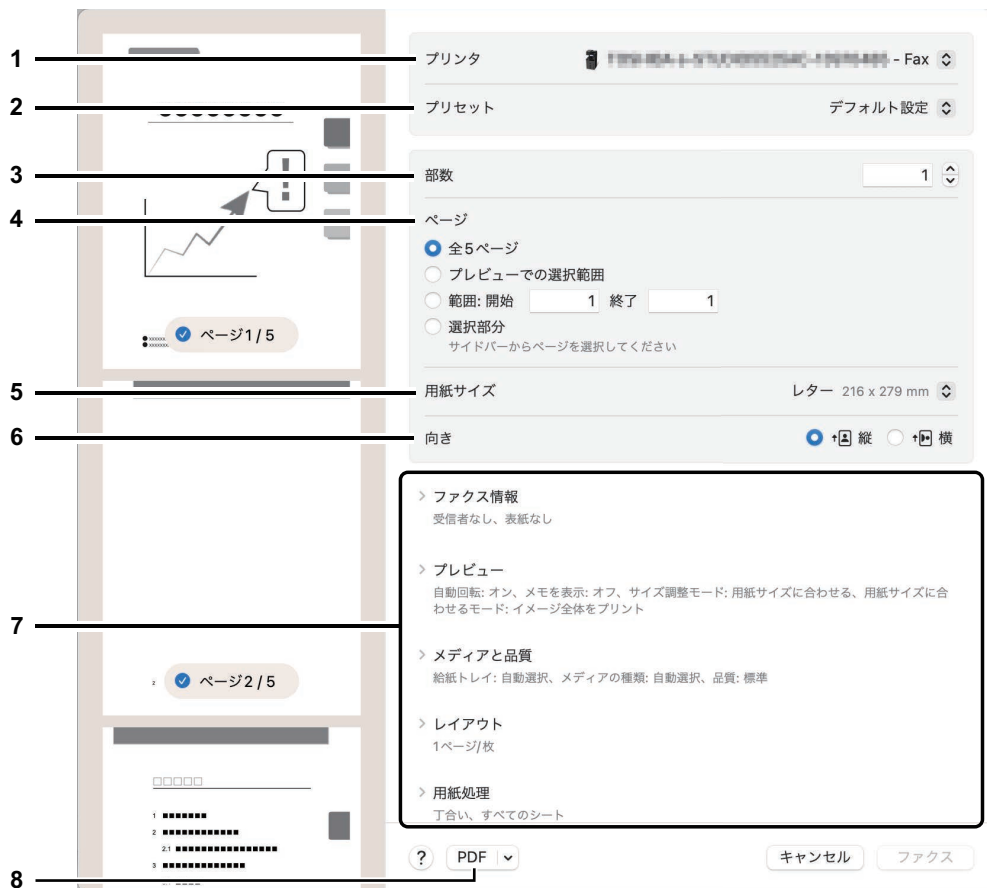 1
プリンタ
- Fax
2
プリセット
デフォルト設定
3
部数
1
4
ページ
全5ページ
プレビューでの選択範囲
範囲: 開始 1 終了 1
選択部分
サイドバーからページを選択してください
ページ1 / 5
5
用紙サイズ
レター 216 x 279 mm
6
向き
縦 横
7
ファクス情報
受信者なし、表紙なし
プレビュー
自動回転: オン、メモを表示: オフ、サイズ調整モード: 用紙サイズに合わせる、用紙サイズに合
わせるモード: イメージ全体をプリント
メディアと品質
給紙トレイ: 自動選択、メディアの種類: 自動選択、品質: 標準
2
ページ2 / 5
レイアウト
1ページ/枚
用紙処理
丁合い、すべてのシート
1
2
2.1
3
? PDF
キャンセル
ファクス
8